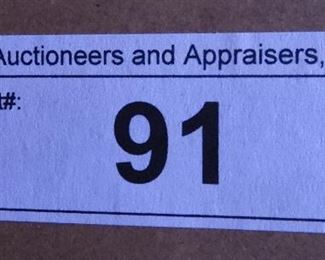 Auctioneers and Appraisers,
#:
91